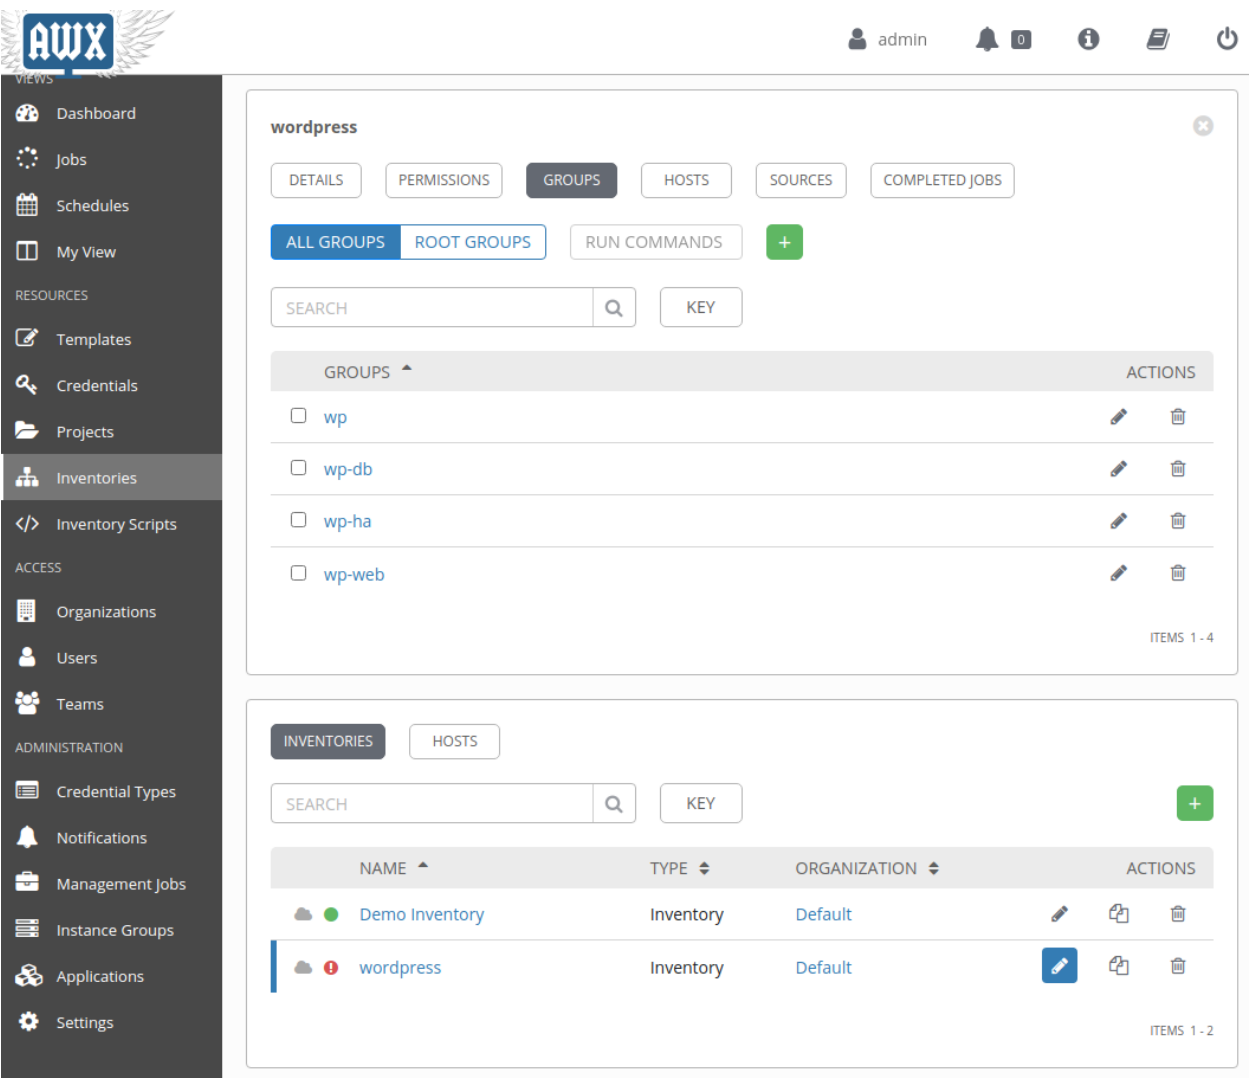 AWX
admin
0
VIEWS
Dashboard
Jobs
Schedules
My View
RESOURCES
Templates
Credentials
Projects
Inventories
Inventory Scripts
ACCESS
Organizations
Users
Teams
ADMINISTRATION
Credential Types
Notifications
Management Jobs
Instance Groups
Applications
Settings
wordpress
DETAILS PERMISSIONS GROUPS HOSTS SOURCES COMPLETED JOBS
ALL GROUPS ROOT GROUPS RUN COMMANDS +
SEARCH KEY
GROUPS ACTIONS
wp
wp-db
wp-ha
wp-web
ITEMS 1 - 4
INVENTORIES HOSTS
SEARCH KEY +
NAME TYPE ORGANIZATION ACTIONS
Demo Inventory Inventory Default
wordpress Inventory Default
ITEMS 1 - 2